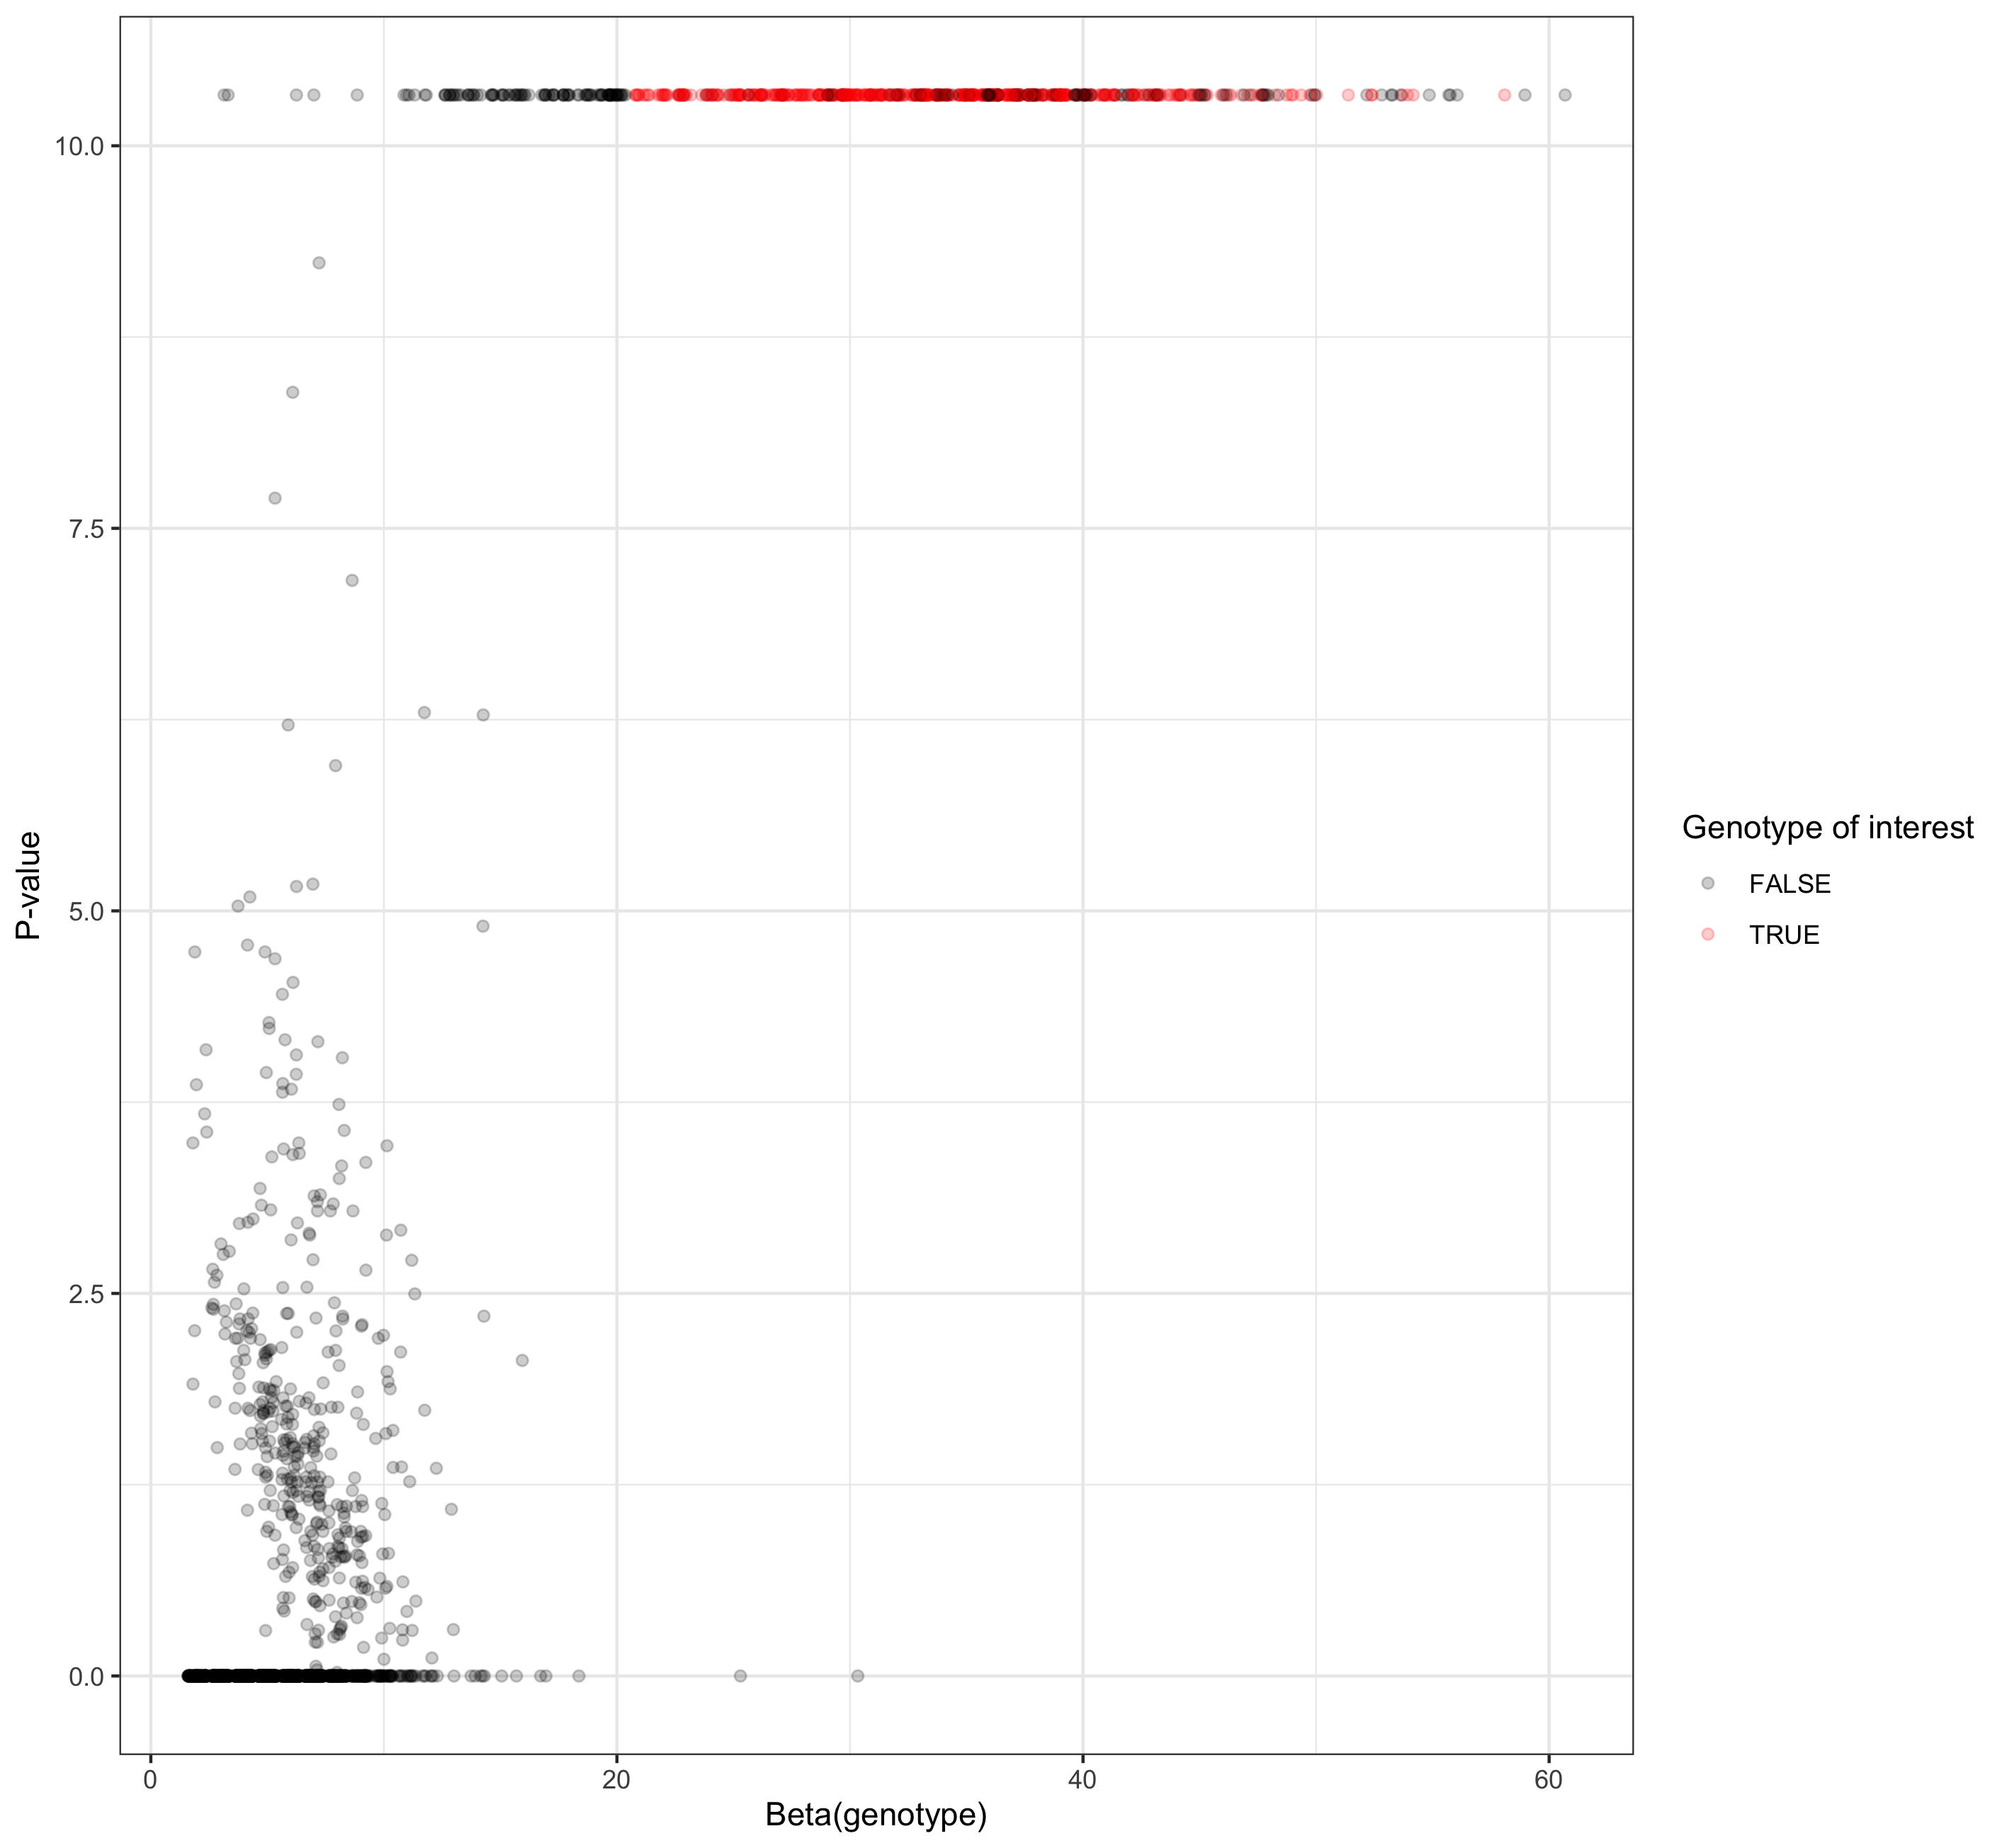 10.0
7.5
5.0
2.5
0.0
P-value
0
20
40
60
Beta(genotype)
Genotype of interest
FALSE
TRUE